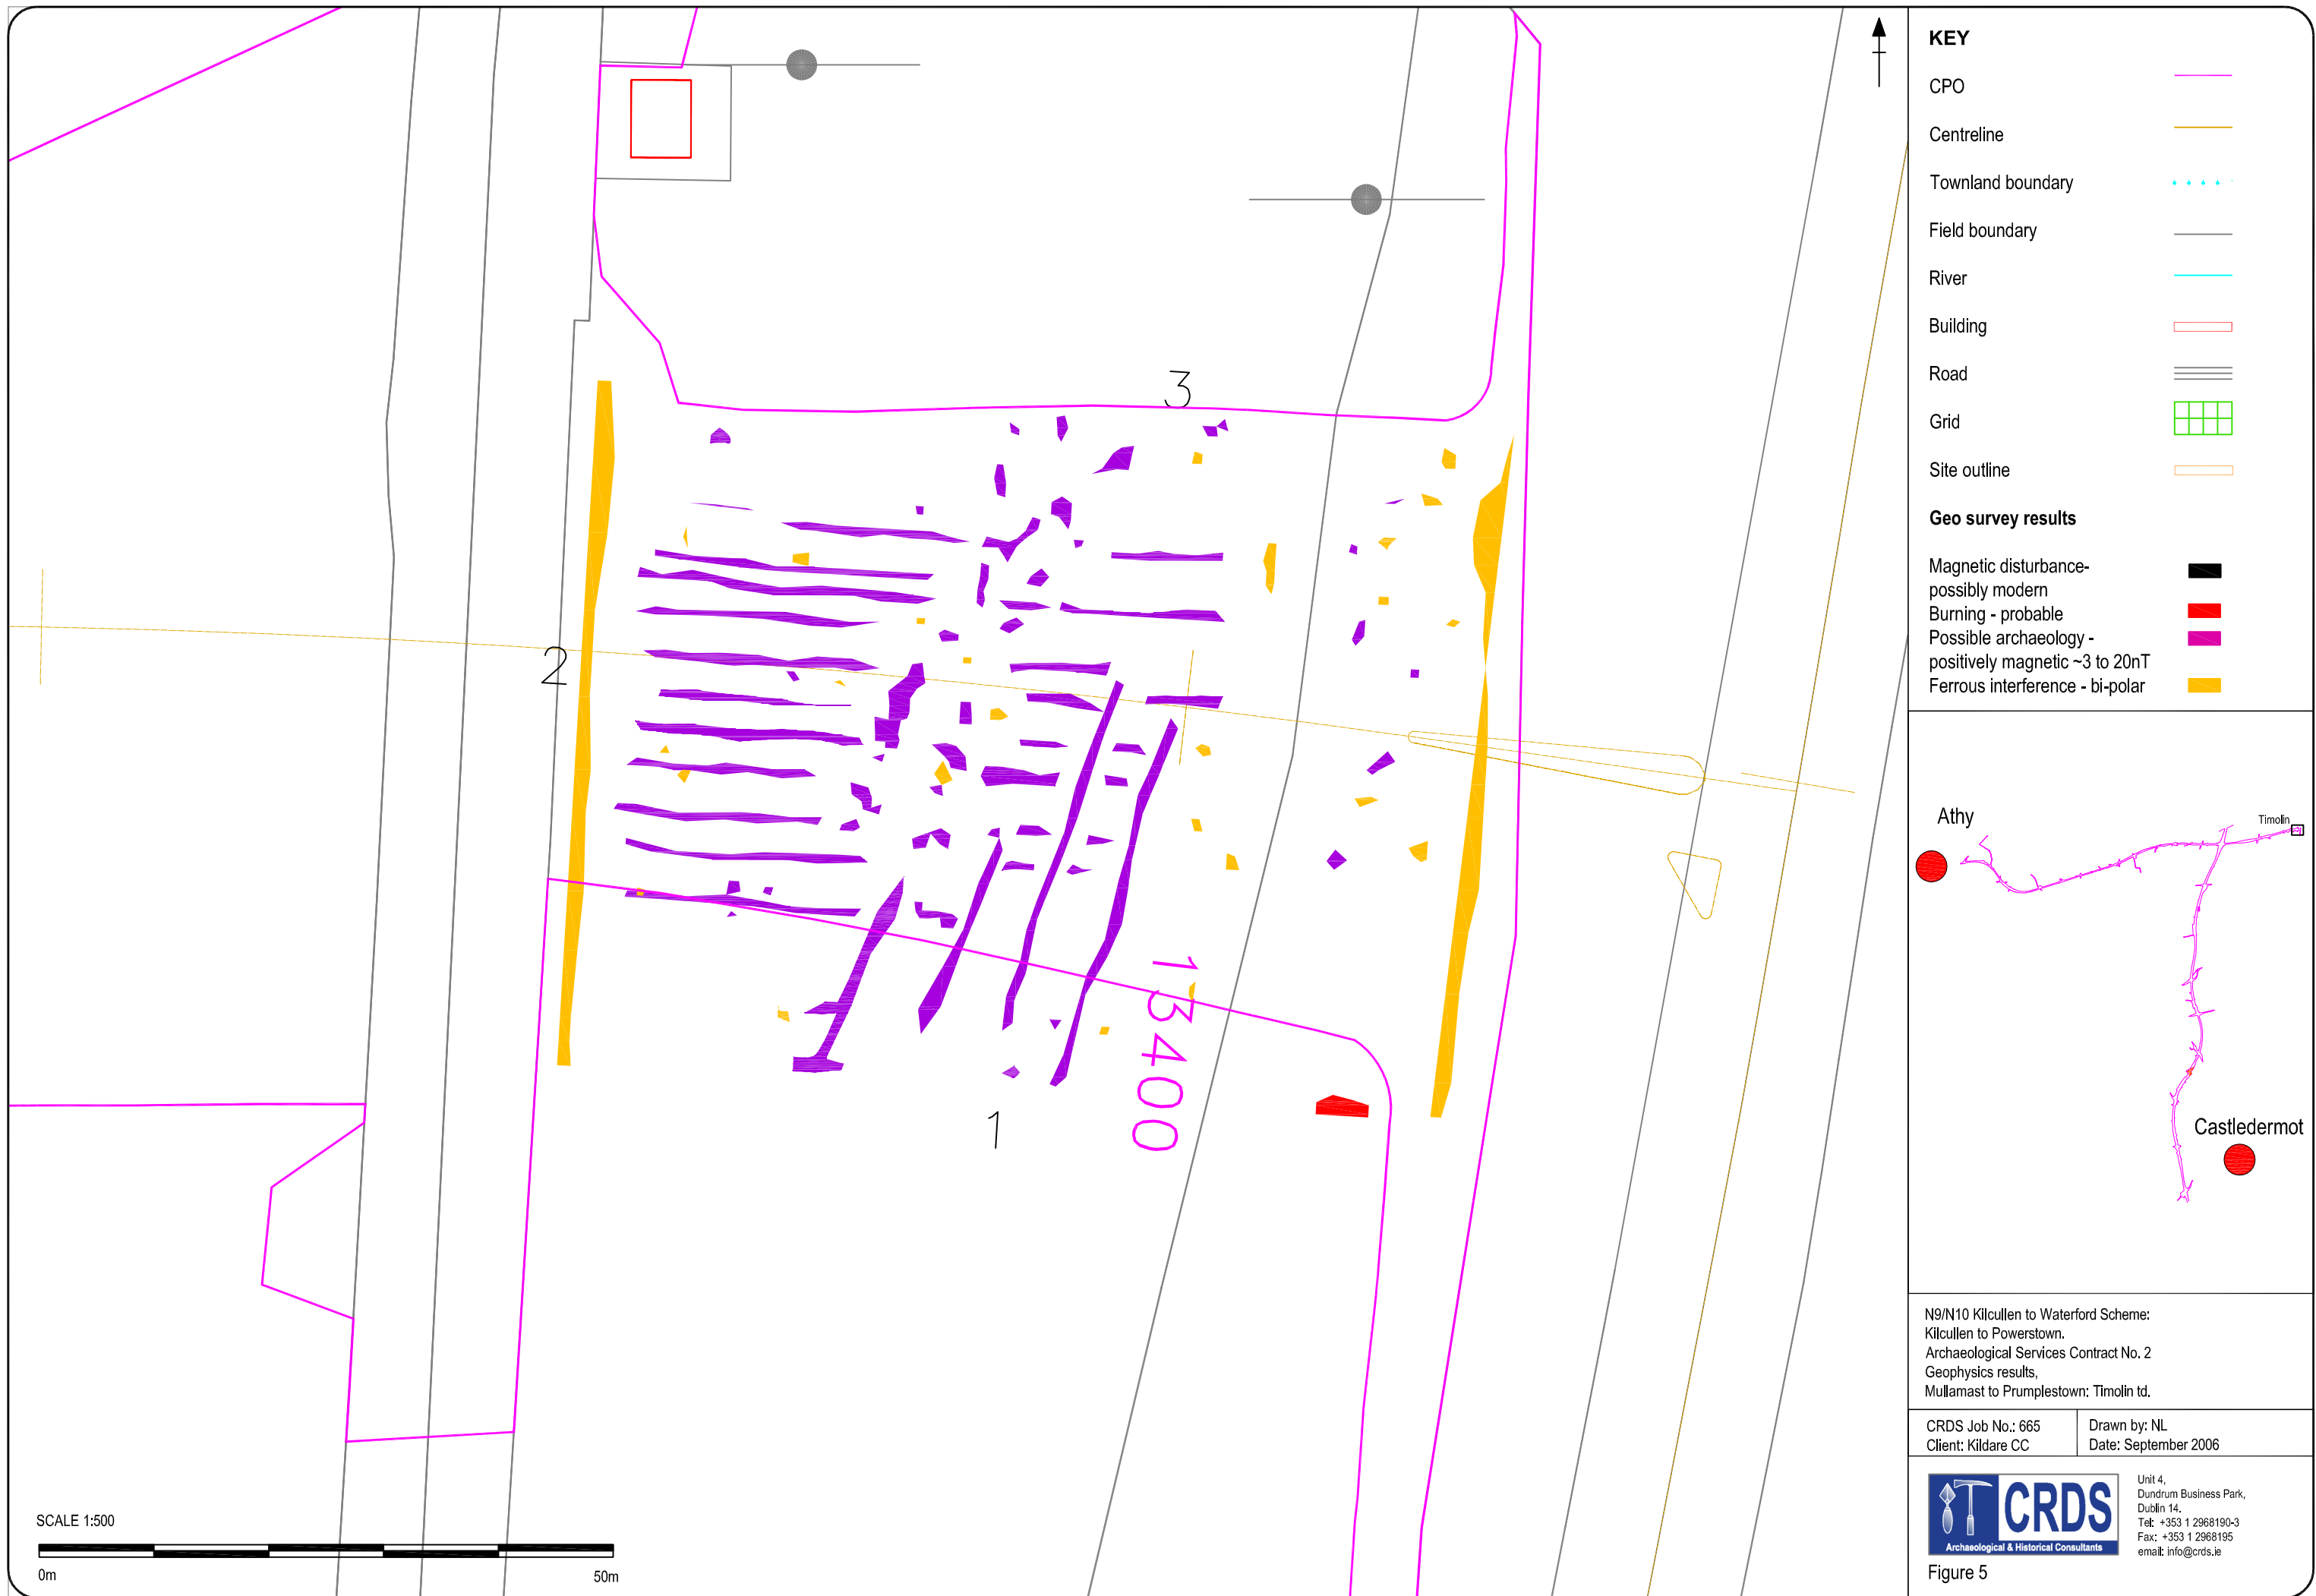 3
2
1
13400
SCALE 1:500
0m
50m
KEY
CPO
Centreline
Townland boundary
Field boundary
River
Building
Road
Grid
Site outline
Geo survey results
Magnetic disturbance-
possibly modern
Burning - probable
Possible archaeology -
positively magnetic ~3 to 20nT
Ferrous interference - bi-polar
Athy
Timolin
Castledermot
N9/N10 Kilcullen to Waterford Scheme:
Kilcullen to Powerstown.
Archaeological Services Contract No. 2
Geophysics results,
Mullamast to Prumplestown: Timolin td.
CRDS Job No.: 665
Client: Kildare CC
Drawn by: NL
Date: September 2006
CRDS
Archaeological & Historical Consultants
Unit 4,
Dundrum Business Park,
Dublin 14.
Tel: +353 1 2968190-3
Fax: +353 1 2968195
email: info@crds.ie
Figure 5